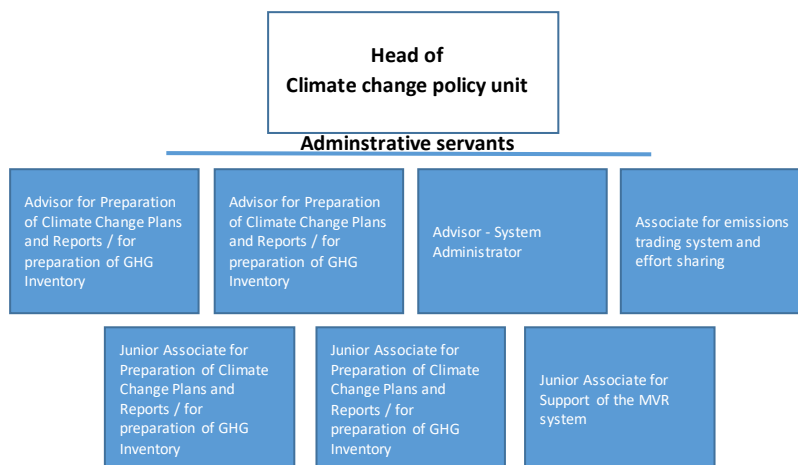 Head of
Climate change policy unit
Adminstrative servants
Advisor for Preparation
of Climate Change Plans
and Reports / for
preparation of GHG
Inventory
Advisor for Preparation
of Climate Change Plans
and Reports / for
preparation of GHG
Inventory
Advisor - System
Administrator
Associate for emissions
trading system and
effort sharing
Junior Associate for
Preparation of Climate
Change Plans and
Reports / for
preparation of GHG
Inventory
Junior Associate for
Preparation of Climate
Change Plans and
Reports / for
preparation of GHG
Inventory
Junior Associate for
Support of the MVR
system